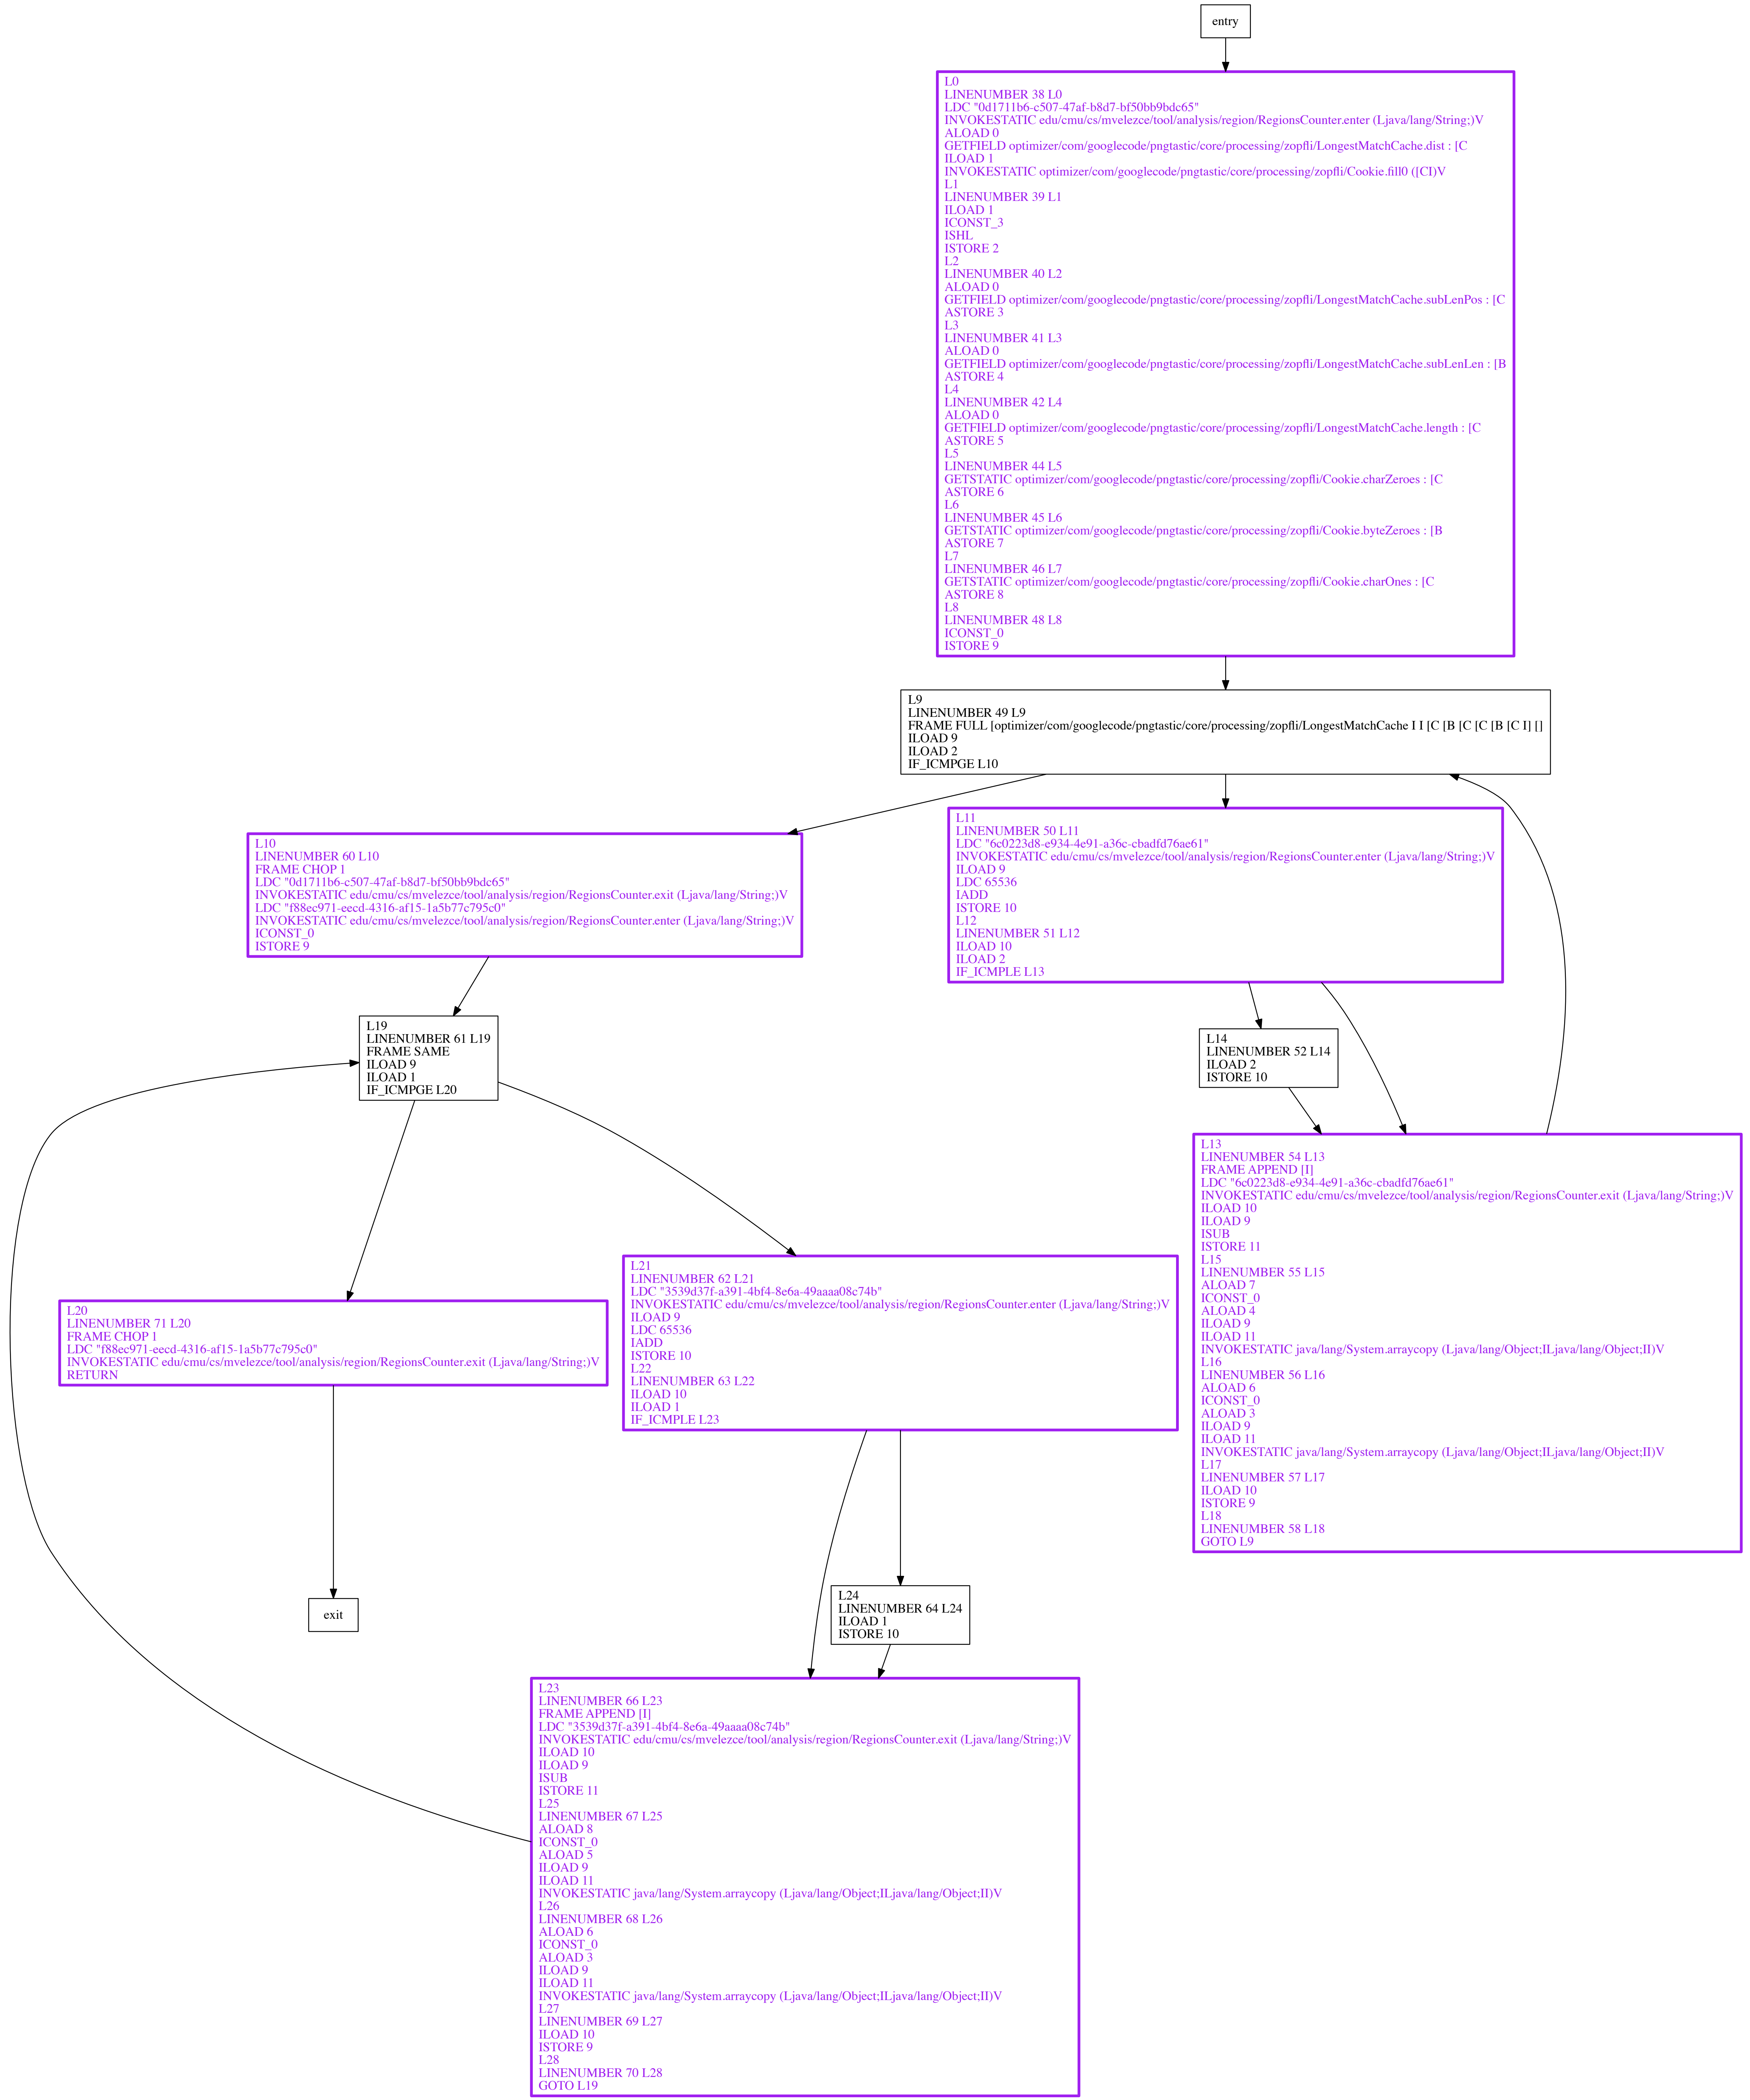 entry
L0
LINENUMBER 38 L0
LDC "0d1711b6-c507-47af-b8d7-bf50bb9bdc65"
INVOKESTATIC edu/cmu/cs/mvelezce/tool/analysis/region/RegionsCounter.enter (Ljava/lang/String;)V
ALOAD 0
GETFIELD optimizer/com/googlecode/pngtastic/core/processing/zopfli/LongestMatchCache.dist : [C
ILOAD 1
INVOKESTATIC optimizer/com/googlecode/pngtastic/core/processing/zopfli/Cookie.fill0 ([CI)V
L1
LINENUMBER 39 L1
ILOAD 1
ICONST_3
ISHL
ISTORE 2
L2
LINENUMBER 40 L2
ALOAD 0
GETFIELD optimizer/com/googlecode/pngtastic/core/processing/zopfli/LongestMatchCache.subLenPos : [C
ASTORE 3
L3
LINENUMBER 41 L3
ALOAD 0
GETFIELD optimizer/com/googlecode/pngtastic/core/processing/zopfli/LongestMatchCache.subLenLen : [B
ASTORE 4
L4
LINENUMBER 42 L4
ALOAD 0
GETFIELD optimizer/com/googlecode/pngtastic/core/processing/zopfli/LongestMatchCache.length : [C
ASTORE 5
L5
LINENUMBER 44 L5
GETSTATIC optimizer/com/googlecode/pngtastic/core/processing/zopfli/Cookie.charZeroes : [C
ASTORE 6
L6
LINENUMBER 45 L6
GETSTATIC optimizer/com/googlecode/pngtastic/core/processing/zopfli/Cookie.byteZeroes : [B
ASTORE 7
L7
LINENUMBER 46 L7
GETSTATIC optimizer/com/googlecode/pngtastic/core/processing/zopfli/Cookie.charOnes : [C
ASTORE 8
L8
LINENUMBER 48 L8
ICONST_0
ISTORE 9
L9
LINENUMBER 49 L9
FRAME FULL [optimizer/com/googlecode/pngtastic/core/processing/zopfli/LongestMatchCache I I [C [B [C [C [B [C I] []
ILOAD 9
ILOAD 2
IF_ICMPGE L10
L10
LINENUMBER 60 L10
FRAME CHOP 1
LDC "0d1711b6-c507-47af-b8d7-bf50bb9bdc65"
INVOKESTATIC edu/cmu/cs/mvelezce/tool/analysis/region/RegionsCounter.exit (Ljava/lang/String;)V
LDC "f88ec971-eecd-4316-af15-1a5b77c795c0"
INVOKESTATIC edu/cmu/cs/mvelezce/tool/analysis/region/RegionsCounter.enter (Ljava/lang/String;)V
ICONST_0
ISTORE 9
L11
LINENUMBER 50 L11
LDC "6c0223d8-e934-4e91-a36c-cbadfd76ae61"
INVOKESTATIC edu/cmu/cs/mvelezce/tool/analysis/region/RegionsCounter.enter (Ljava/lang/String;)V
ILOAD 9
LDC 65536
IADD
ISTORE 10
L12
LINENUMBER 51 L12
ILOAD 10
ILOAD 2
IF_ICMPLE L13
L19
LINENUMBER 61 L19
FRAME SAME
ILOAD 9
ILOAD 1
IF_ICMPGE L20
L14
LINENUMBER 52 L14
ILOAD 2
ISTORE 10
L13
LINENUMBER 54 L13
FRAME APPEND [I]
LDC "6c0223d8-e934-4e91-a36c-cbadfd76ae61"
INVOKESTATIC edu/cmu/cs/mvelezce/tool/analysis/region/RegionsCounter.exit (Ljava/lang/String;)V
ILOAD 10
ILOAD 9
ISUB
ISTORE 11
L15
LINENUMBER 55 L15
ALOAD 7
ICONST_0
ALOAD 4
ILOAD 9
ILOAD 11
INVOKESTATIC java/lang/System.arraycopy (Ljava/lang/Object;ILjava/lang/Object;II)V
L16
LINENUMBER 56 L16
ALOAD 6
ICONST_0
ALOAD 3
ILOAD 9
ILOAD 11
INVOKESTATIC java/lang/System.arraycopy (Ljava/lang/Object;ILjava/lang/Object;II)V
L17
LINENUMBER 57 L17
ILOAD 10
ISTORE 9
L18
LINENUMBER 58 L18
GOTO L9
L21
LINENUMBER 62 L21
LDC "3539d37f-a391-4bf4-8e6a-49aaaa08c74b"
INVOKESTATIC edu/cmu/cs/mvelezce/tool/analysis/region/RegionsCounter.enter (Ljava/lang/String;)V
ILOAD 9
LDC 65536
IADD
ISTORE 10
L22
LINENUMBER 63 L22
ILOAD 10
ILOAD 1
IF_ICMPLE L23
L20
LINENUMBER 71 L20
FRAME CHOP 1
LDC "f88ec971-eecd-4316-af15-1a5b77c795c0"
INVOKESTATIC edu/cmu/cs/mvelezce/tool/analysis/region/RegionsCounter.exit (Ljava/lang/String;)V
RETURN
exit
L24
LINENUMBER 64 L24
ILOAD 1
ISTORE 10
L23
LINENUMBER 66 L23
FRAME APPEND [I]
LDC "3539d37f-a391-4bf4-8e6a-49aaaa08c74b"
INVOKESTATIC edu/cmu/cs/mvelezce/tool/analysis/region/RegionsCounter.exit (Ljava/lang/String;)V
ILOAD 10
ILOAD 9
ISUB
ISTORE 11
L25
LINENUMBER 67 L25
ALOAD 8
ICONST_0
ALOAD 5
ILOAD 9
ILOAD 11
INVOKESTATIC java/lang/System.arraycopy (Ljava/lang/Object;ILjava/lang/Object;II)V
L26
LINENUMBER 68 L26
ALOAD 6
ICONST_0
ALOAD 3
ILOAD 9
ILOAD 11
INVOKESTATIC java/lang/System.arraycopy (Ljava/lang/Object;ILjava/lang/Object;II)V
L27
LINENUMBER 69 L27
ILOAD 10
ISTORE 9
L28
LINENUMBER 70 L28
GOTO L19